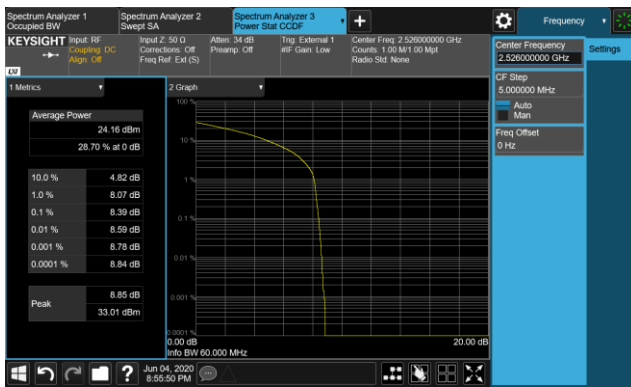 Spectrum Analyzer 1
Occupied BW
Spectrum Analyzer 2
Swept SA
Spectrum Analyzer 3
Power Stat CCDF
Frequency
KEYSIGHT
Input: RF
Coupling: DC
Align: Off
Input Z: 50 Ω
Corrections: Off
Freq Ref: Ext (S)
Atten: 34 dB
Preamp: Off
Trig: External 1
#IF Gain: Low
Center Freq: 2.526000000 GHz
Counts: 1.00 M/1.00 Mpt
Radio Std: None
LXI
Center Frequency
2.526000000 GHz
Settings
CF Step
5.000000 MHz
Auto
Man
Freq Offset
0 Hz
1 Metrics
Average Power
24.16 dBm
28.70 % at 0 dB
10.0 % 4.82 dB
1.0 % 8.07 dB
0.1 % 8.39 dB
0.01 % 8.59 dB
0.001 % 8.78 dB
0.0001 % 8.84 dB
Peak
8.85 dB
33.01 dBm
2 Graph
100 %
10 %
1 %
0.1 %
0.01 %
0.001 %
0.0001 %
0.00 dB
20.00 dB
Info BW 60.000 MHz
?
Jun 04, 2020
8:55:50 PM